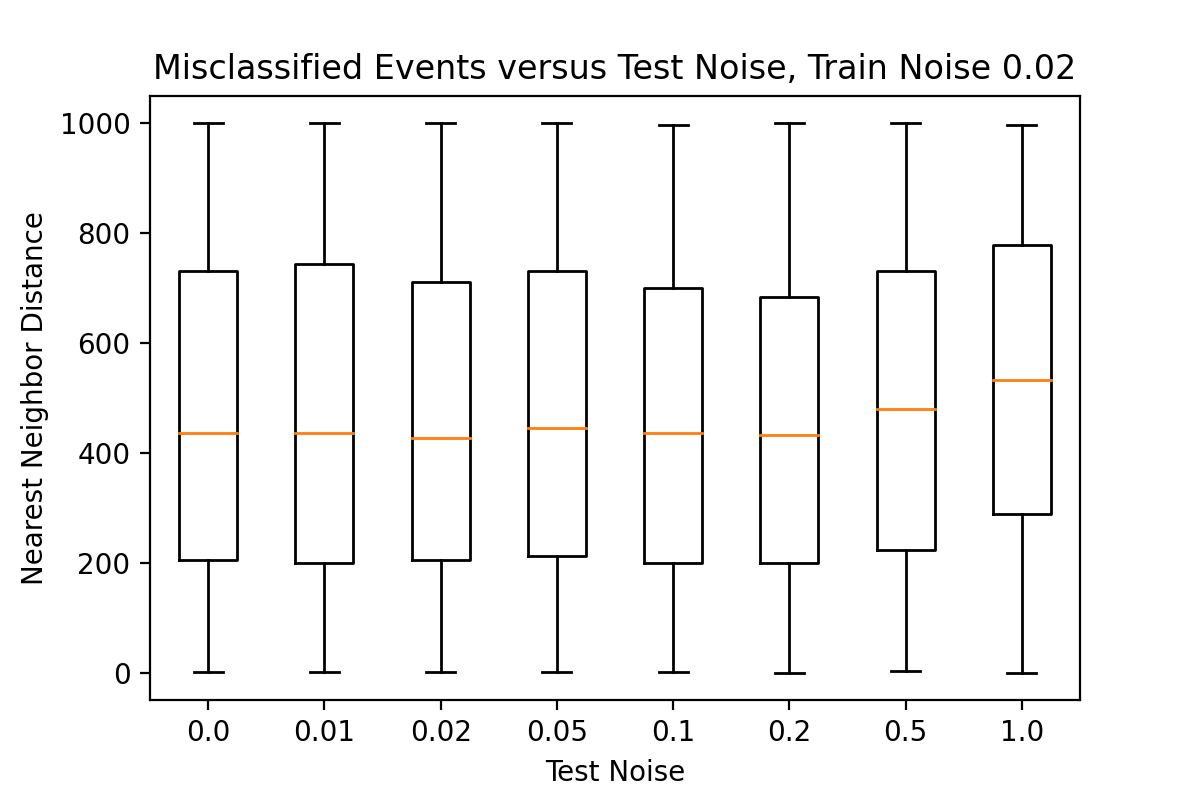 Misclassified Events versus Test Noise, Train Noise 0.02
Nearest Neighbor Distance
1000
800
600
400
200
0
0.0 0.01 0.02 0.05 0.1 0.2 0.5 1.0
Test Noise